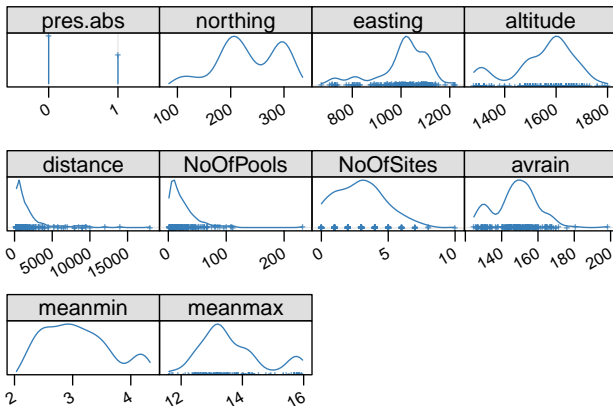 pres.abs northing easting altitude
0 1 100 200 300 800 1000 1200 1400 1600 1800
distance NoOfPools NoOfSites avrain
0 5000 10000 15000 0 100 200 0 5 10 140 160 180 200
meanmin meanmax
2 3 4 12 14 16